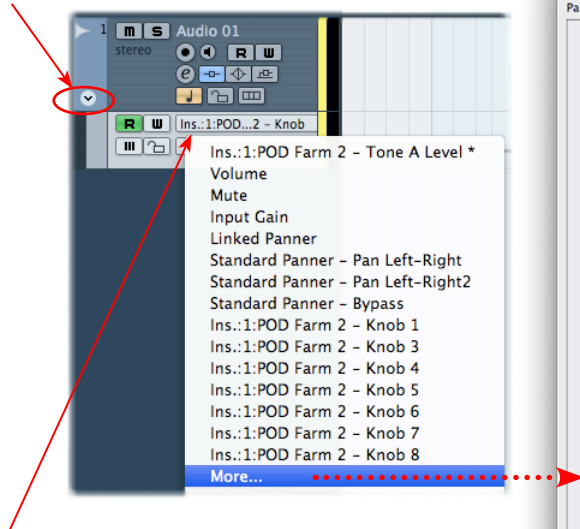 Pa
1 m S Audio 01
stereo R W
e
R W Ins.:1:POD...2 – Knob
Ins.:1:POD Farm 2 – Tone A Level *
Volume
Mute
Input Gain
Linked Panner
Standard Panner – Pan Left–Right
Standard Panner – Pan Left–Right2
Standard Panner – Bypass
Ins.:1:POD Farm 2 – Knob 1
Ins.:1:POD Farm 2 – Knob 3
Ins.:1:POD Farm 2 – Knob 4
Ins.:1:POD Farm 2 – Knob 5
Ins.:1:POD Farm 2 – Knob 6
Ins.:1:POD Farm 2 – Knob 7
Ins.:1:POD Farm 2 – Knob 8
More...